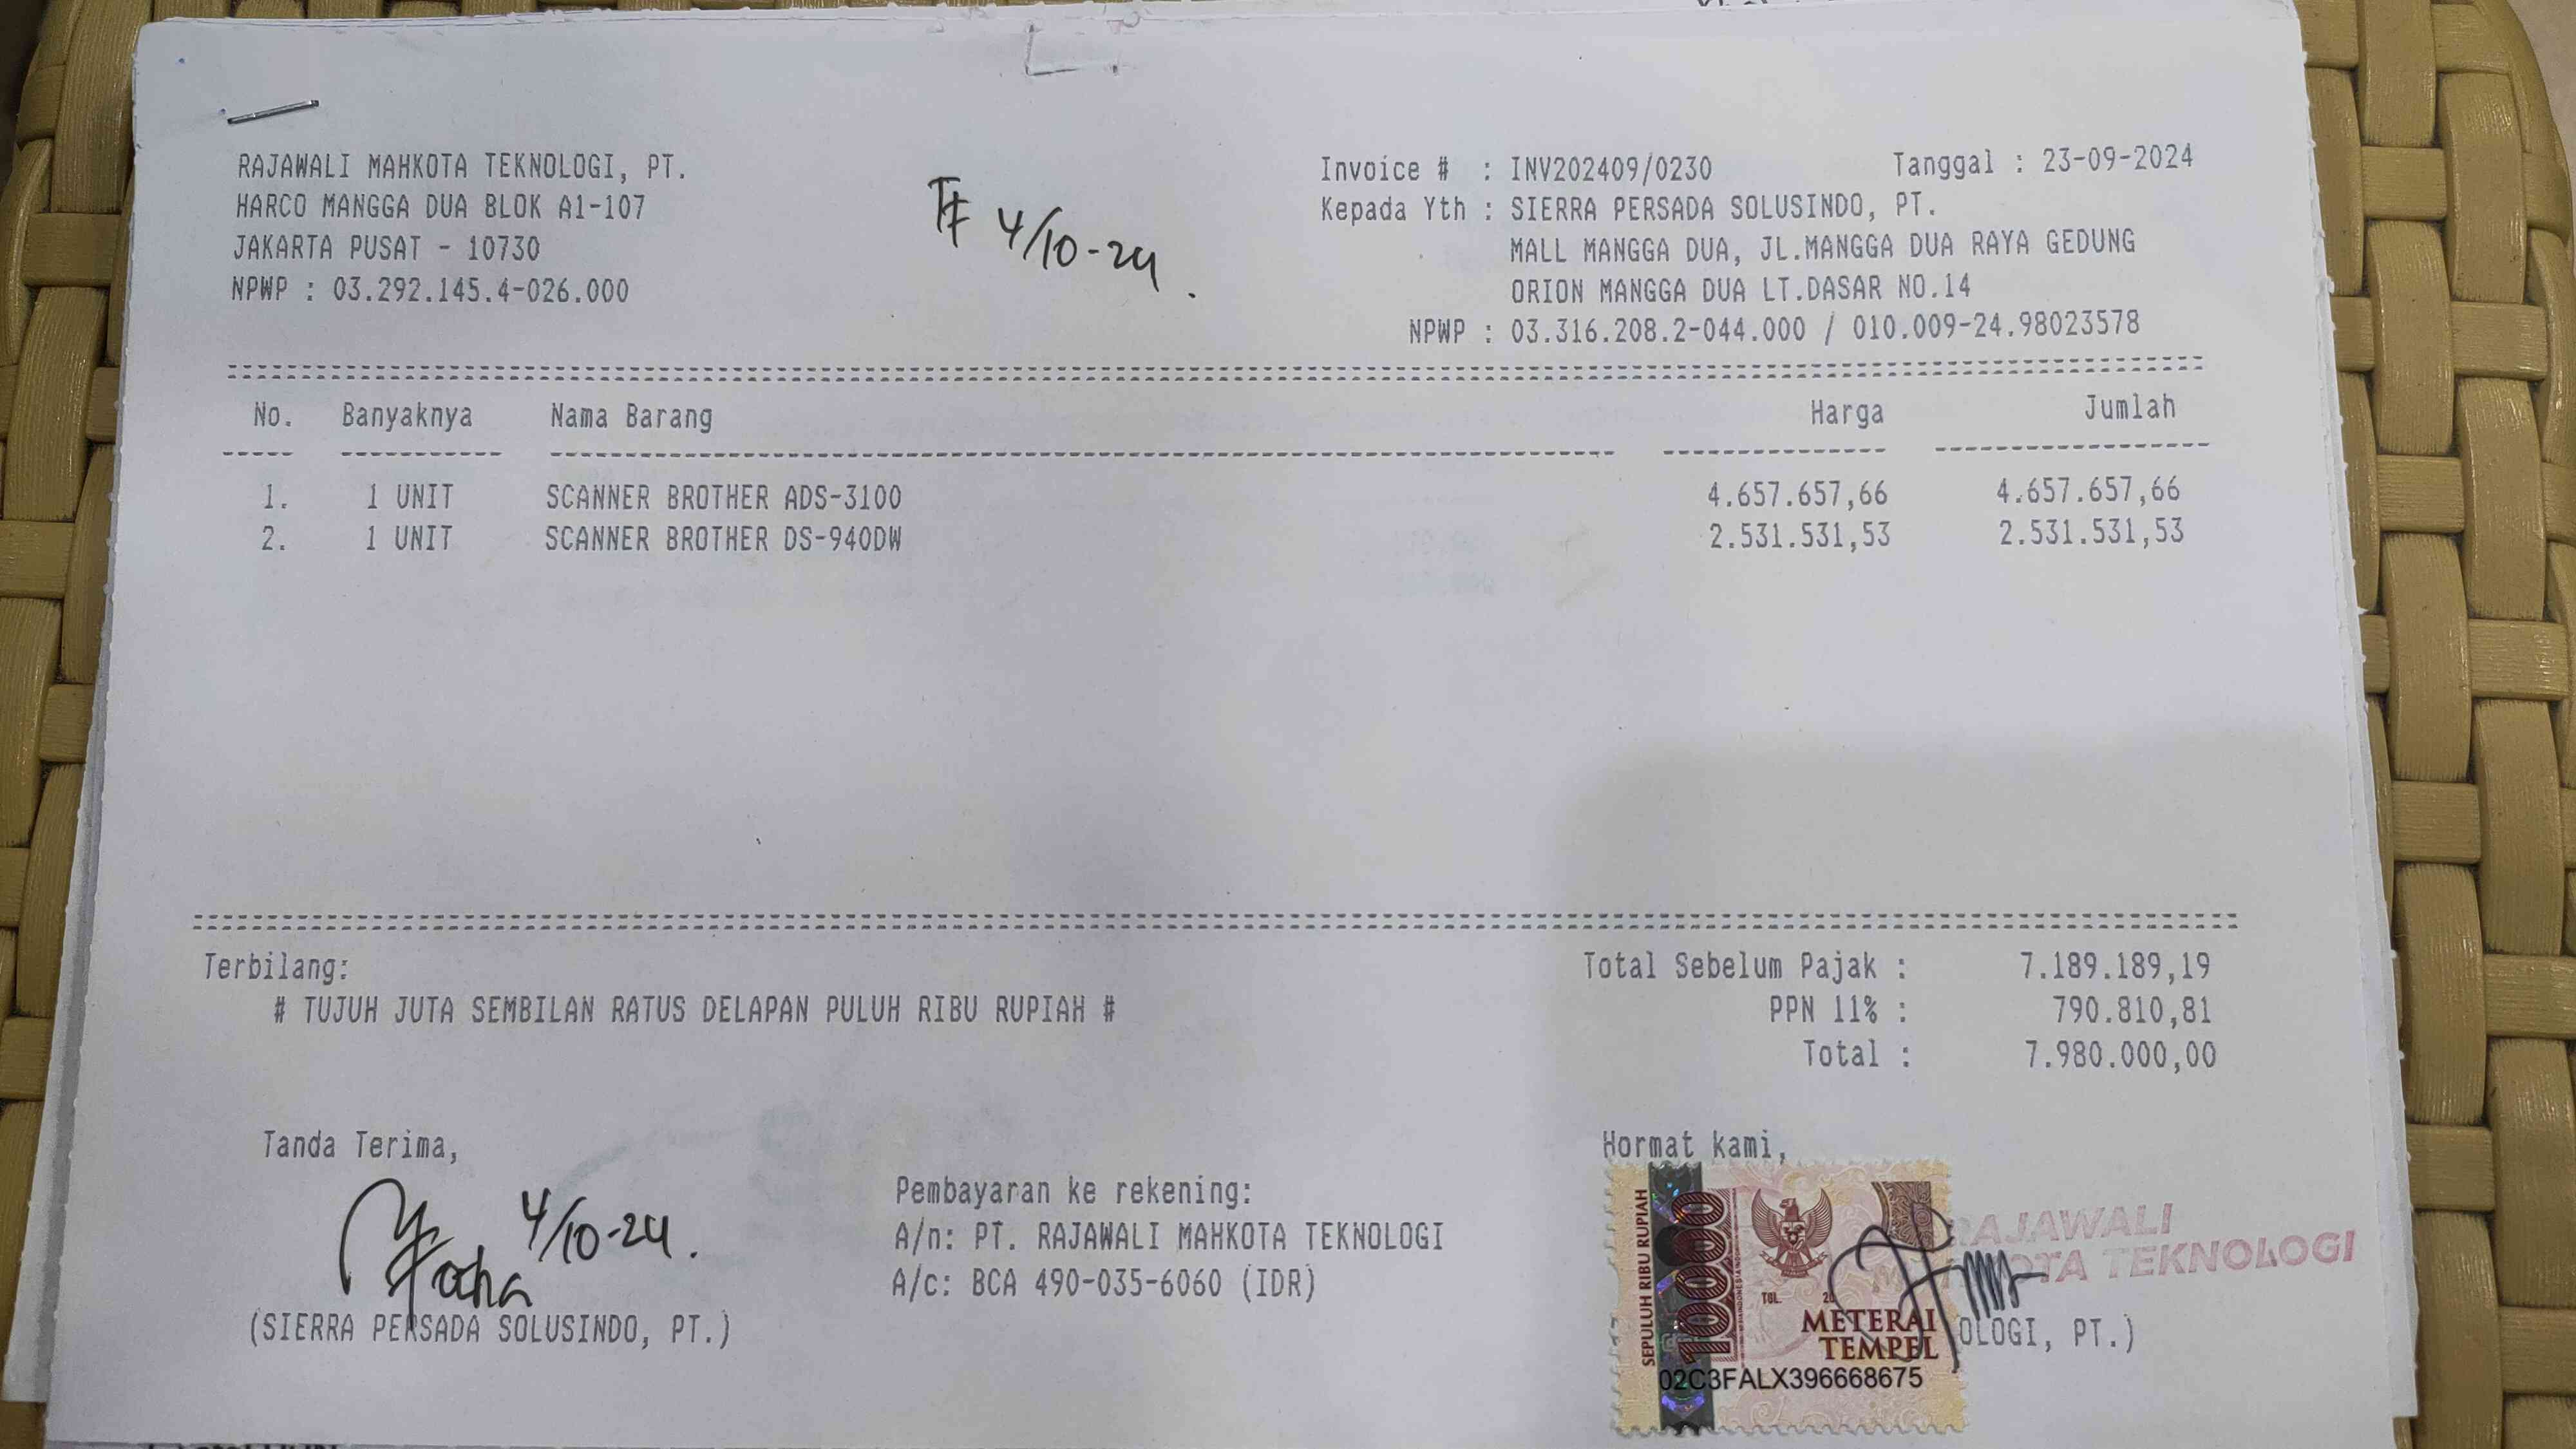 RAJAWALI MAHKOTA TEKNOLOGI, PT.
HARCO MANGGA DUA BLOK A1-107
JAKARTA PUSAT - 10730
NPWP : 03.292.145.4-026.000
TF 4/10-24.
Invoice # : INV202409/0230 Tanggal : 23-09-2024
Kepada Yth : SIERRA PERSADA SOLUSINDO, PT.
MALL MANGGA DUA, JL.MANGGA DUA RAYA GEDUNG
ORION MANGGA DUA LT.DASAR NO.14
NPWP : 03.316.208.2-044.000 / 010.009-24.98023578
No. Banyaknya Nama Barang Harga Jumlah
1. 1 UNIT SCANNER BROTHER ADS-3100 4.657.657,66 4.657.657,66
2. 1 UNIT SCANNER BROTHER DS-940DW 2.531.531,53 2.531.531,53
Terbilang:
# TUJUH JUTA SEMBILAN RATUS DELAPAN PULUH RIBU RUPIAH #
Total Sebelum Pajak : 7.189.189,19
PPN 11% : 790.810,81
Total : 7.980.000,00
Tanda Terima,
4/10-24.
(SIERRA PERSADA SOLUSINDO, PT.)
Pembayaran ke rekening:
A/n: PT. RAJAWALI MAHKOTA TEKNOLOGI
A/c: BCA 490-035-6060 (IDR)
Hormat kami,
SEPULUH RIBU RUPIAH
10000
TGL. 20
METERAI
TEMPEL
02C3FALX396668675
RAJAWALI
OTA TEKNOLOGI
OLOGI, PT.)